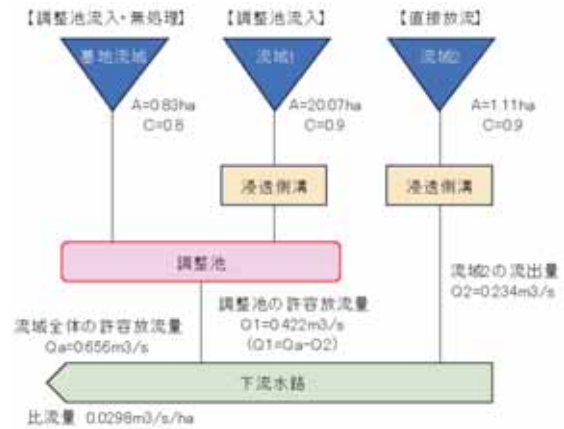 【調整池流入・無処理】
【調整池流入】
【直接放流】
墓地流域
流域1
流域2
A=0.83ha
C=0.8
A=20.07ha
C=0.9
A=1.11ha
C=0.9
浸透側溝
浸透側溝
調整池
流域2の流出量
Q2=0.234m3/s
調整池の許容放流量
Q1=0.422m3/s
(Q1=Qa-Q2)
流域全体の許容放流量
Qa=0.656m3/s
下流水路
比流量 0.0298m3/s/ha